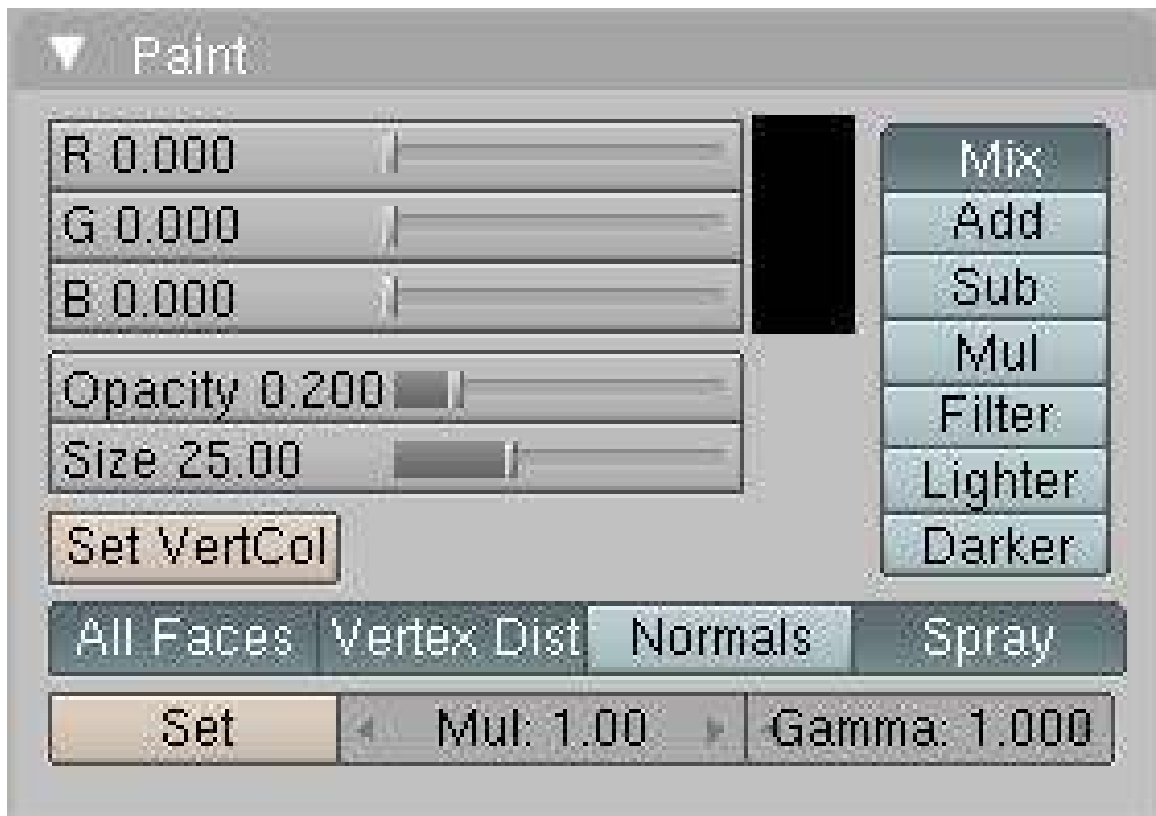 Paint
R 0.000
G 0.000
B 0.000
Opacity 0.200
Size 25.00
Set VertCol
Mix
Add
Sub
Mul
Filter
Lighter
Darker
All Faces Vertex Dist Normals Spray
Set Mul: 1.00 Gamma: 1.000